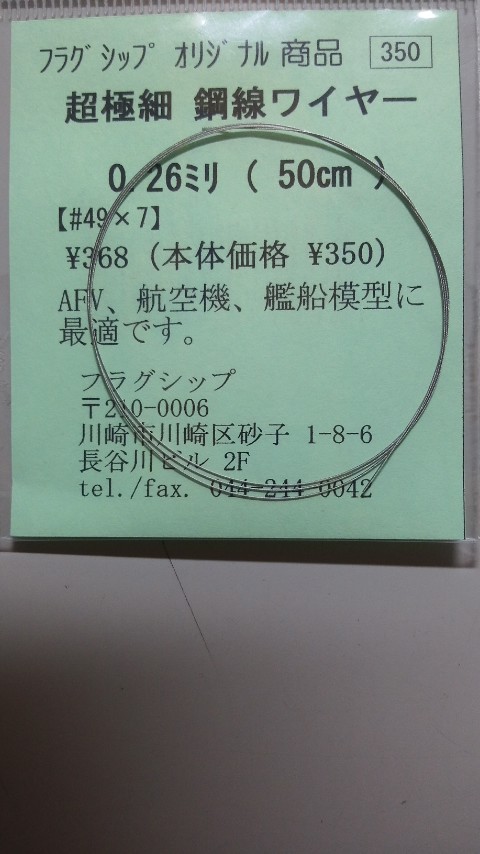 フラグシップ オリジナル 商品 350
超極細 鋼線ワイヤー
0.26ミリ ( 50cm )
【#49×7】
¥368 (本体価格 ¥350)
AFV、航空機、艦船模型に
最適です。
フラグシップ
〒210-0006
川崎市川崎区砂子 1-8-6
長谷川ビル 2F
tel./fax. 044-244-0042